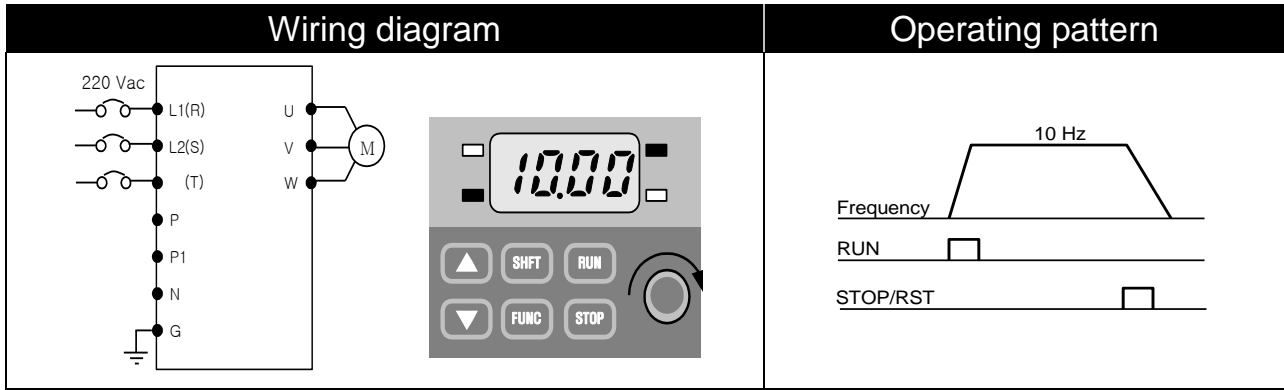 Wiring diagram
Operating pattern
220 Vac
L1(R)
L2(S)
(T)
P
P1
N
G
U
V
W
M
10.00
SHFT
RUN
FUNC
STOP
10 Hz
Frequency
RUN
STOP/RST